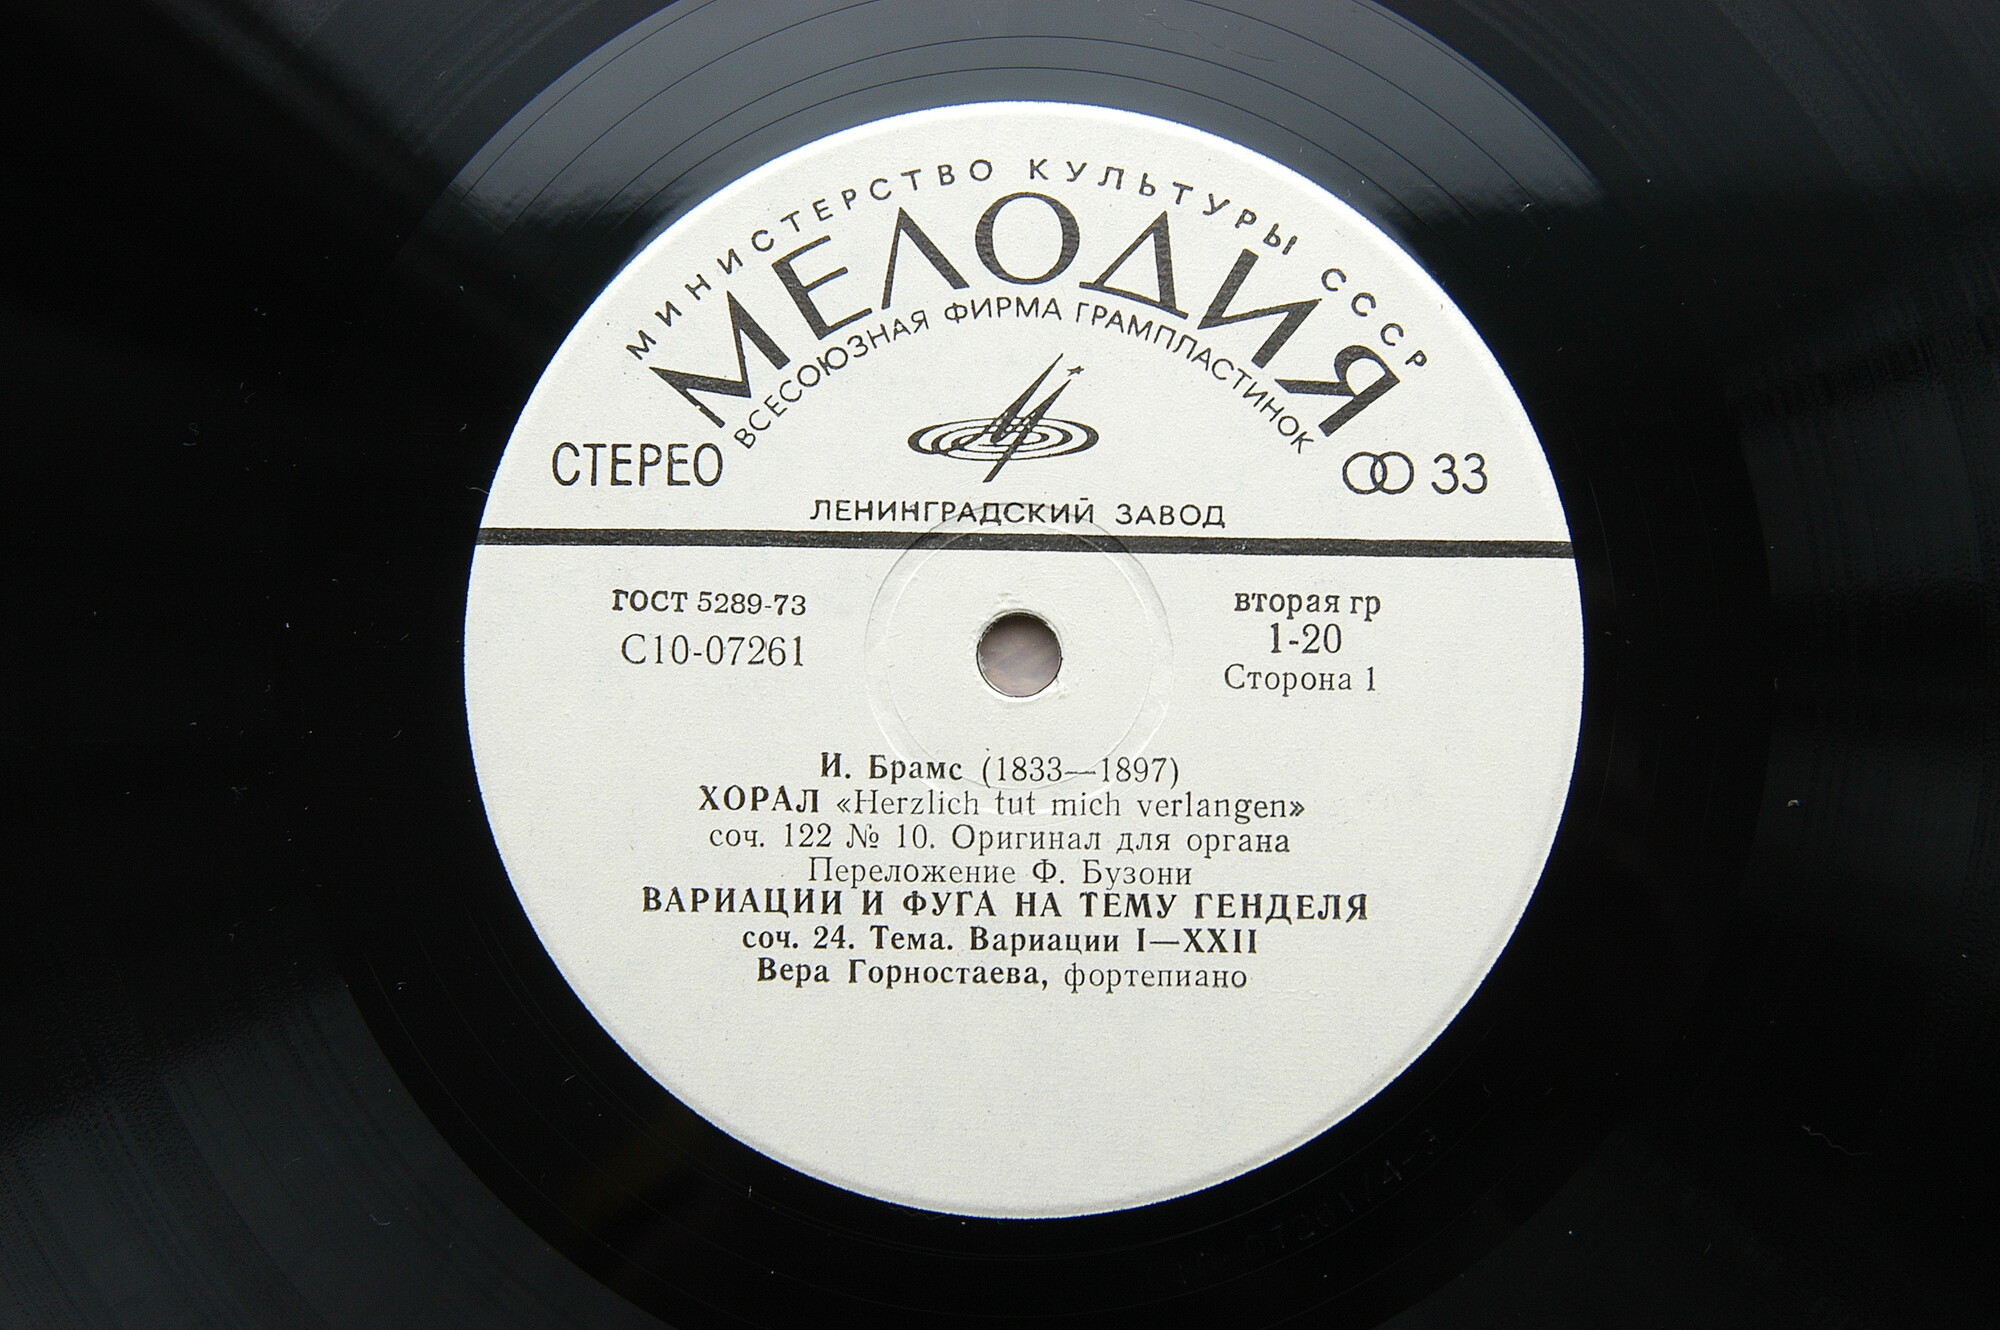 МИНИСТЕРСТВО КУЛЬТУРЫ СССР
МЕЛОДИЯ
ВСЕСОЮЗНАЯ ФИРМА ГРАМПЛАСТИНОК
СТЕРЕО
33
ЛЕНИНГРАДСКИЙ ЗАВОД
ГОСТ 5289-73
С10-07261
вторая гр
1-20
Сторона 1
И. Брамс (1833—1897)
ХОРАЛ «Herzlich tut mich verlangen»
соч. 122 № 10. Оригинал для органа
Переложение Ф. Бузони
ВАРИАЦИИ И ФУГА НА ТЕМУ ГЕНДЕЛЯ
соч. 24. Тема. Вариации I—XXII
Вера Горностаева, фортепиано